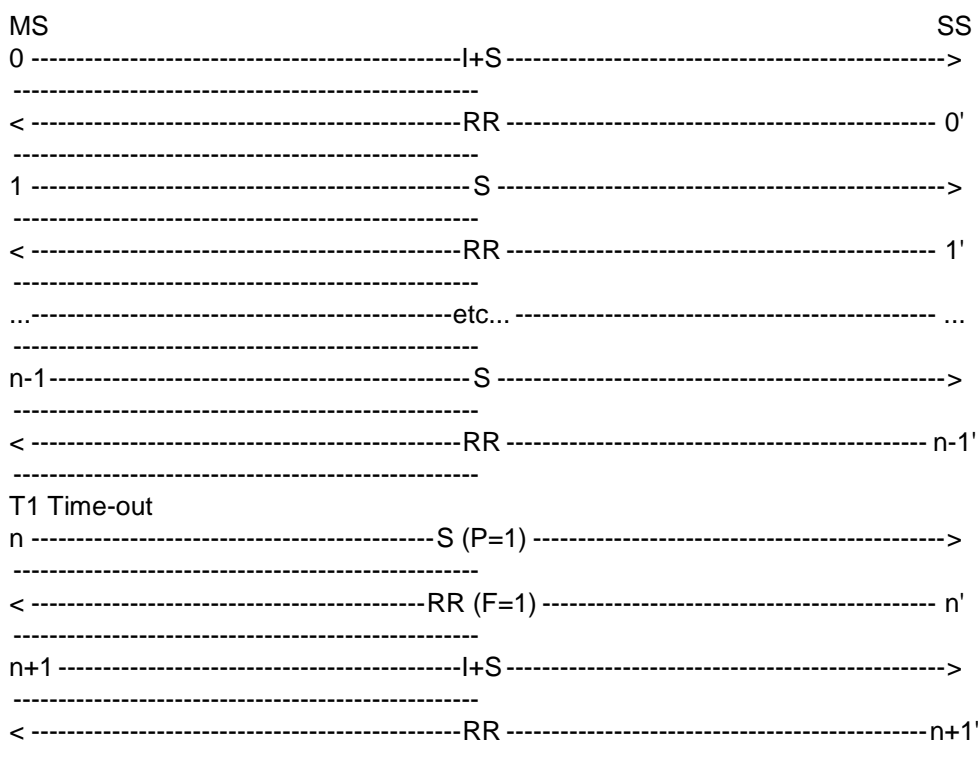 MS SS
0 ------------------------------------------------I+S-------------------------------------------------->
----------------------------------------------------
< ------------------------------------------------RR ------------------------------------------------ 0'
----------------------------------------------------
1 ------------------------------------------------- S -------------------------------------------------->
----------------------------------------------------
< ------------------------------------------------RR ------------------------------------------------ 1'
----------------------------------------------------
...-----------------------------------------------etc... ----------------------------------------------- ...
----------------------------------------------------
n-1----------------------------------------------- S -------------------------------------------------->
----------------------------------------------------
< ------------------------------------------------RR ----------------------------------------------- n-1'
----------------------------------------------------
T1 Time-out
n ---------------------------------------------S (P=1) ---------------------------------------------->
----------------------------------------------------
< --------------------------------------------RR (F=1) -------------------------------------------- n'
----------------------------------------------------
n+1 ---------------------------------------------I+S-------------------------------------------------->
----------------------------------------------------
< ------------------------------------------------RR -----------------------------------------------n+1'